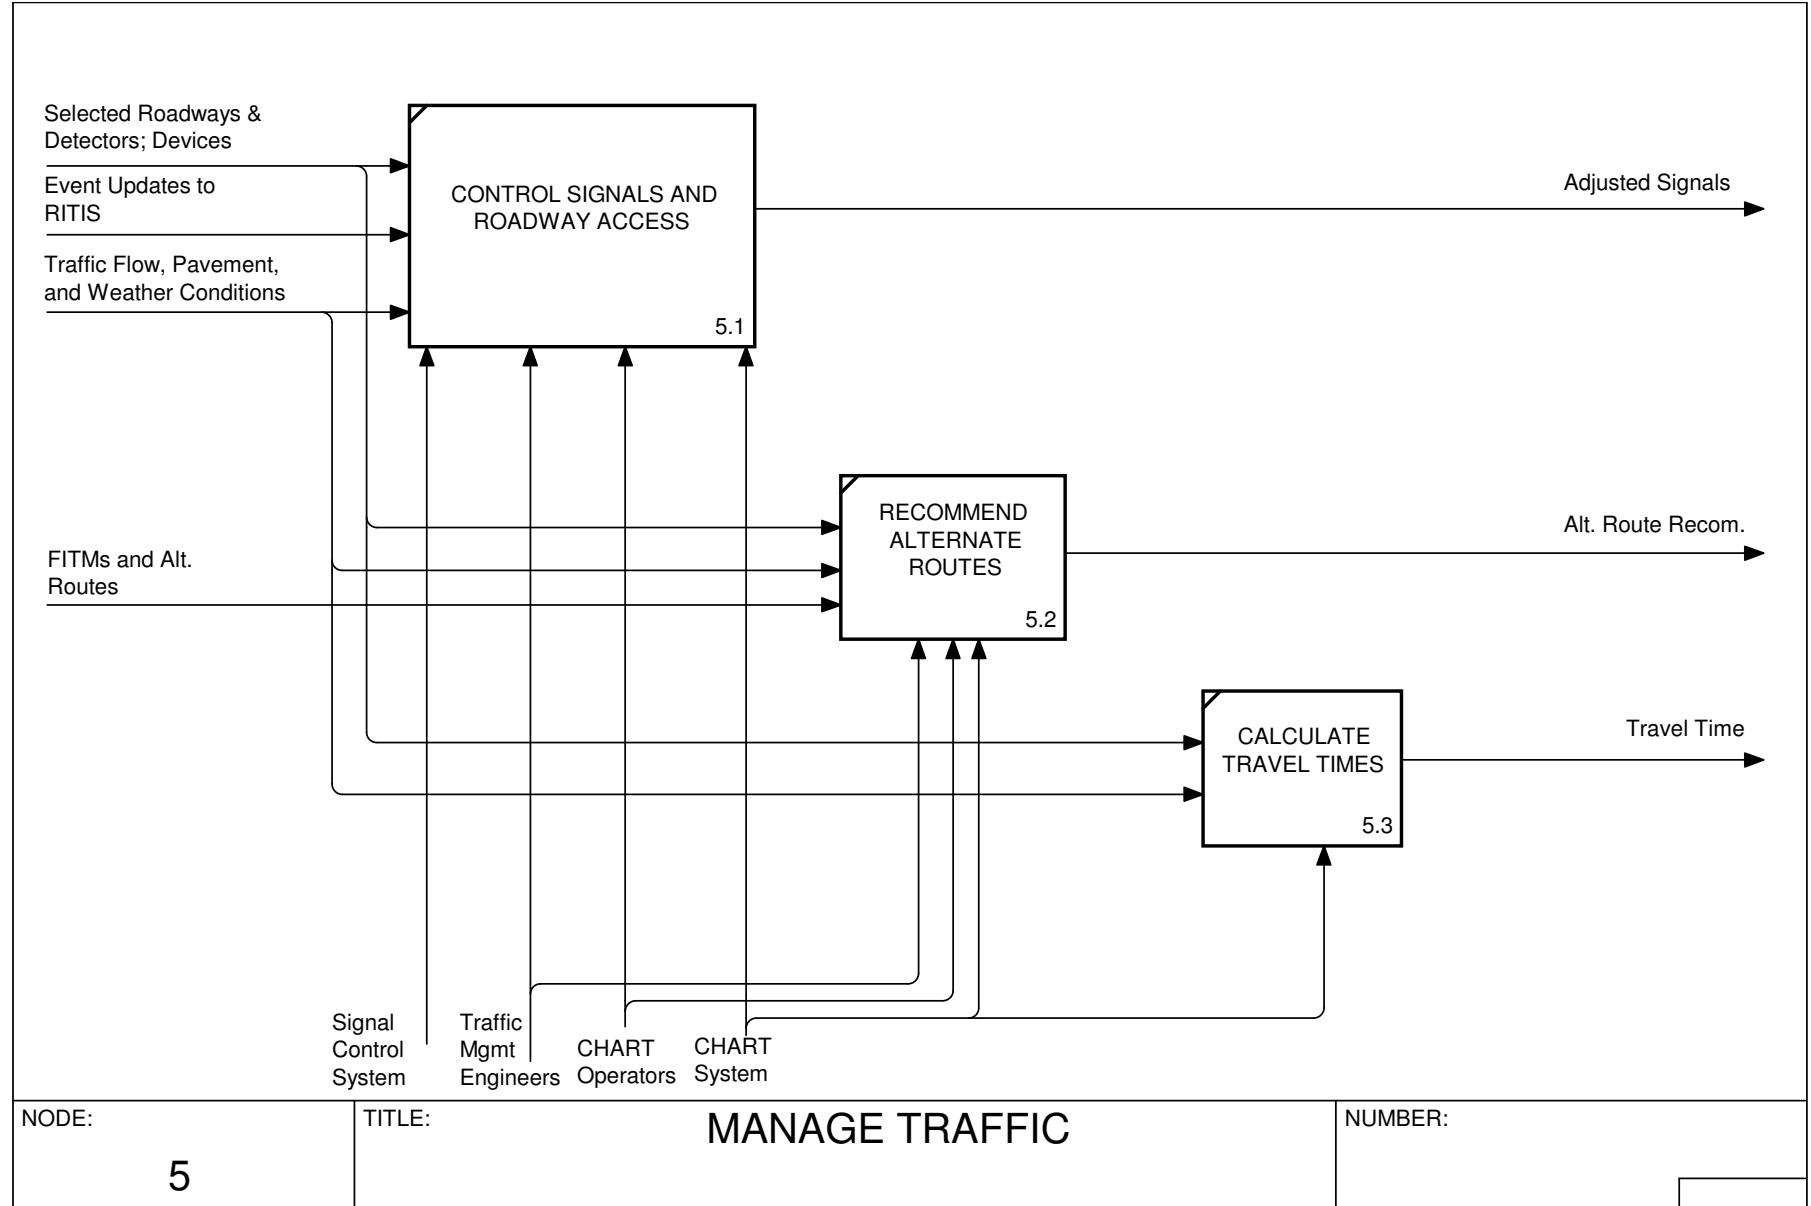 Selected Roadways &
Detectors; Devices
Event Updates to
RITIS
Traffic Flow, Pavement,
and Weather Conditions
CONTROL SIGNALS AND
ROADWAY ACCESS
5.1
Adjusted Signals
FITMs and Alt.
Routes
RECOMMEND
ALTERNATE
ROUTES
5.2
Alt. Route Recom.
CALCULATE
TRAVEL TIMES
5.3
Travel Time
Signal
Control
System
Traffic
Mgmt
Engineers
CHART
Operators
CHART
System
NODE:
5
TITLE:
MANAGE TRAFFIC
NUMBER: